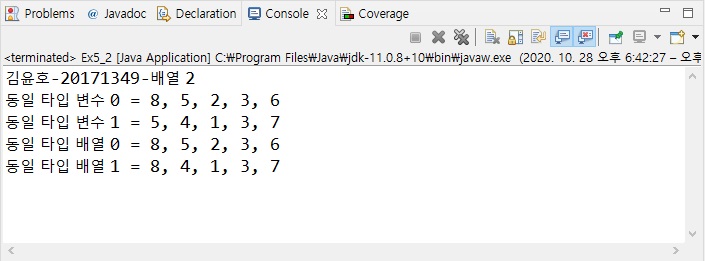 Problems @ Javadoc Declaration Console Coverage
<terminated> Ex5_2 [Java Application] C:₩Program Files₩Java₩jdk-11.0.8+10₩bin₩javaw.exe (2020. 10. 28 오후 6:42:27 – 오후
김윤호-20171349-배열 2
동일 타입 변수 0 = 8, 5, 2, 3, 6
동일 타입 변수 1 = 5, 4, 1, 3, 7
동일 타입 배열 0 = 8, 5, 2, 3, 6
동일 타입 배열 1 = 8, 4, 1, 3, 7